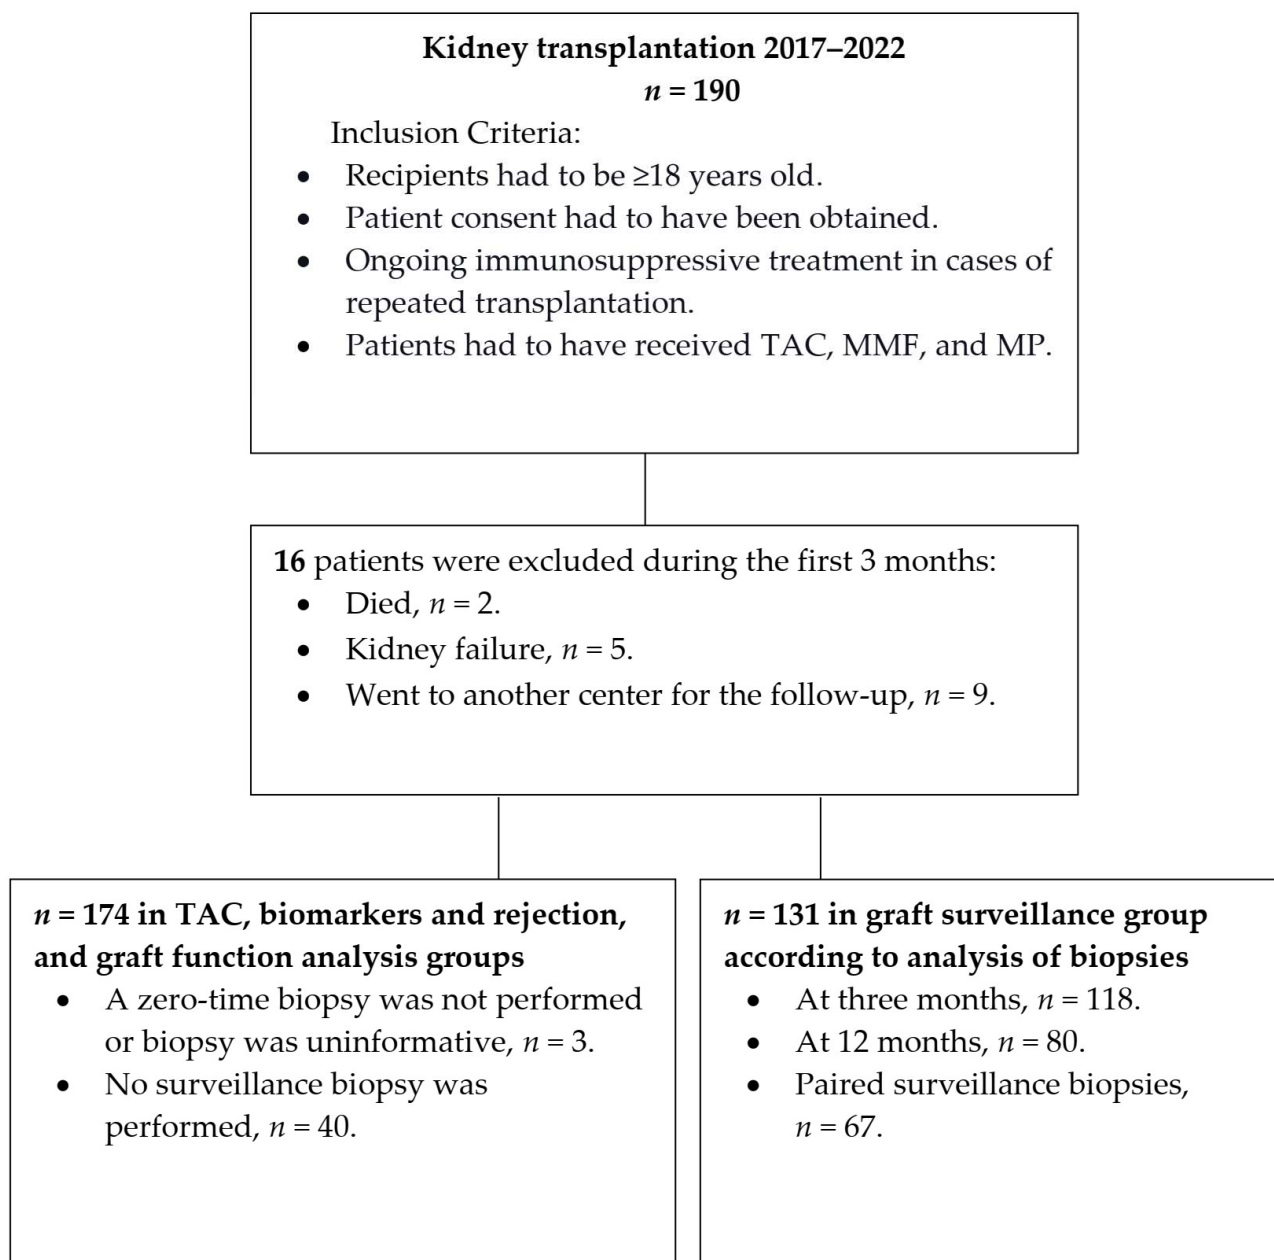 Kidney transplantation 2017–2022
n = 190
Inclusion Criteria:
• Recipients had to be ≥18 years old.
• Patient consent had to have been obtained.
• Ongoing immunosuppressive treatment in cases of
repeated transplantation.
• Patients had to have received TAC, MMF, and MP.
16 patients were excluded during the first 3 months:
• Died, n = 2.
• Kidney failure, n = 5.
• Went to another center for the follow-up, n = 9.
n = 174 in TAC, biomarkers and rejection,
and graft function analysis groups
• A zero-time biopsy was not performed
or biopsy was uninformative, n = 3.
• No surveillance biopsy was
performed, n = 40.
n = 131 in graft surveillance group
according to analysis of biopsies
• At three months, n = 118.
• At 12 months, n = 80.
• Paired surveillance biopsies,
n = 67.